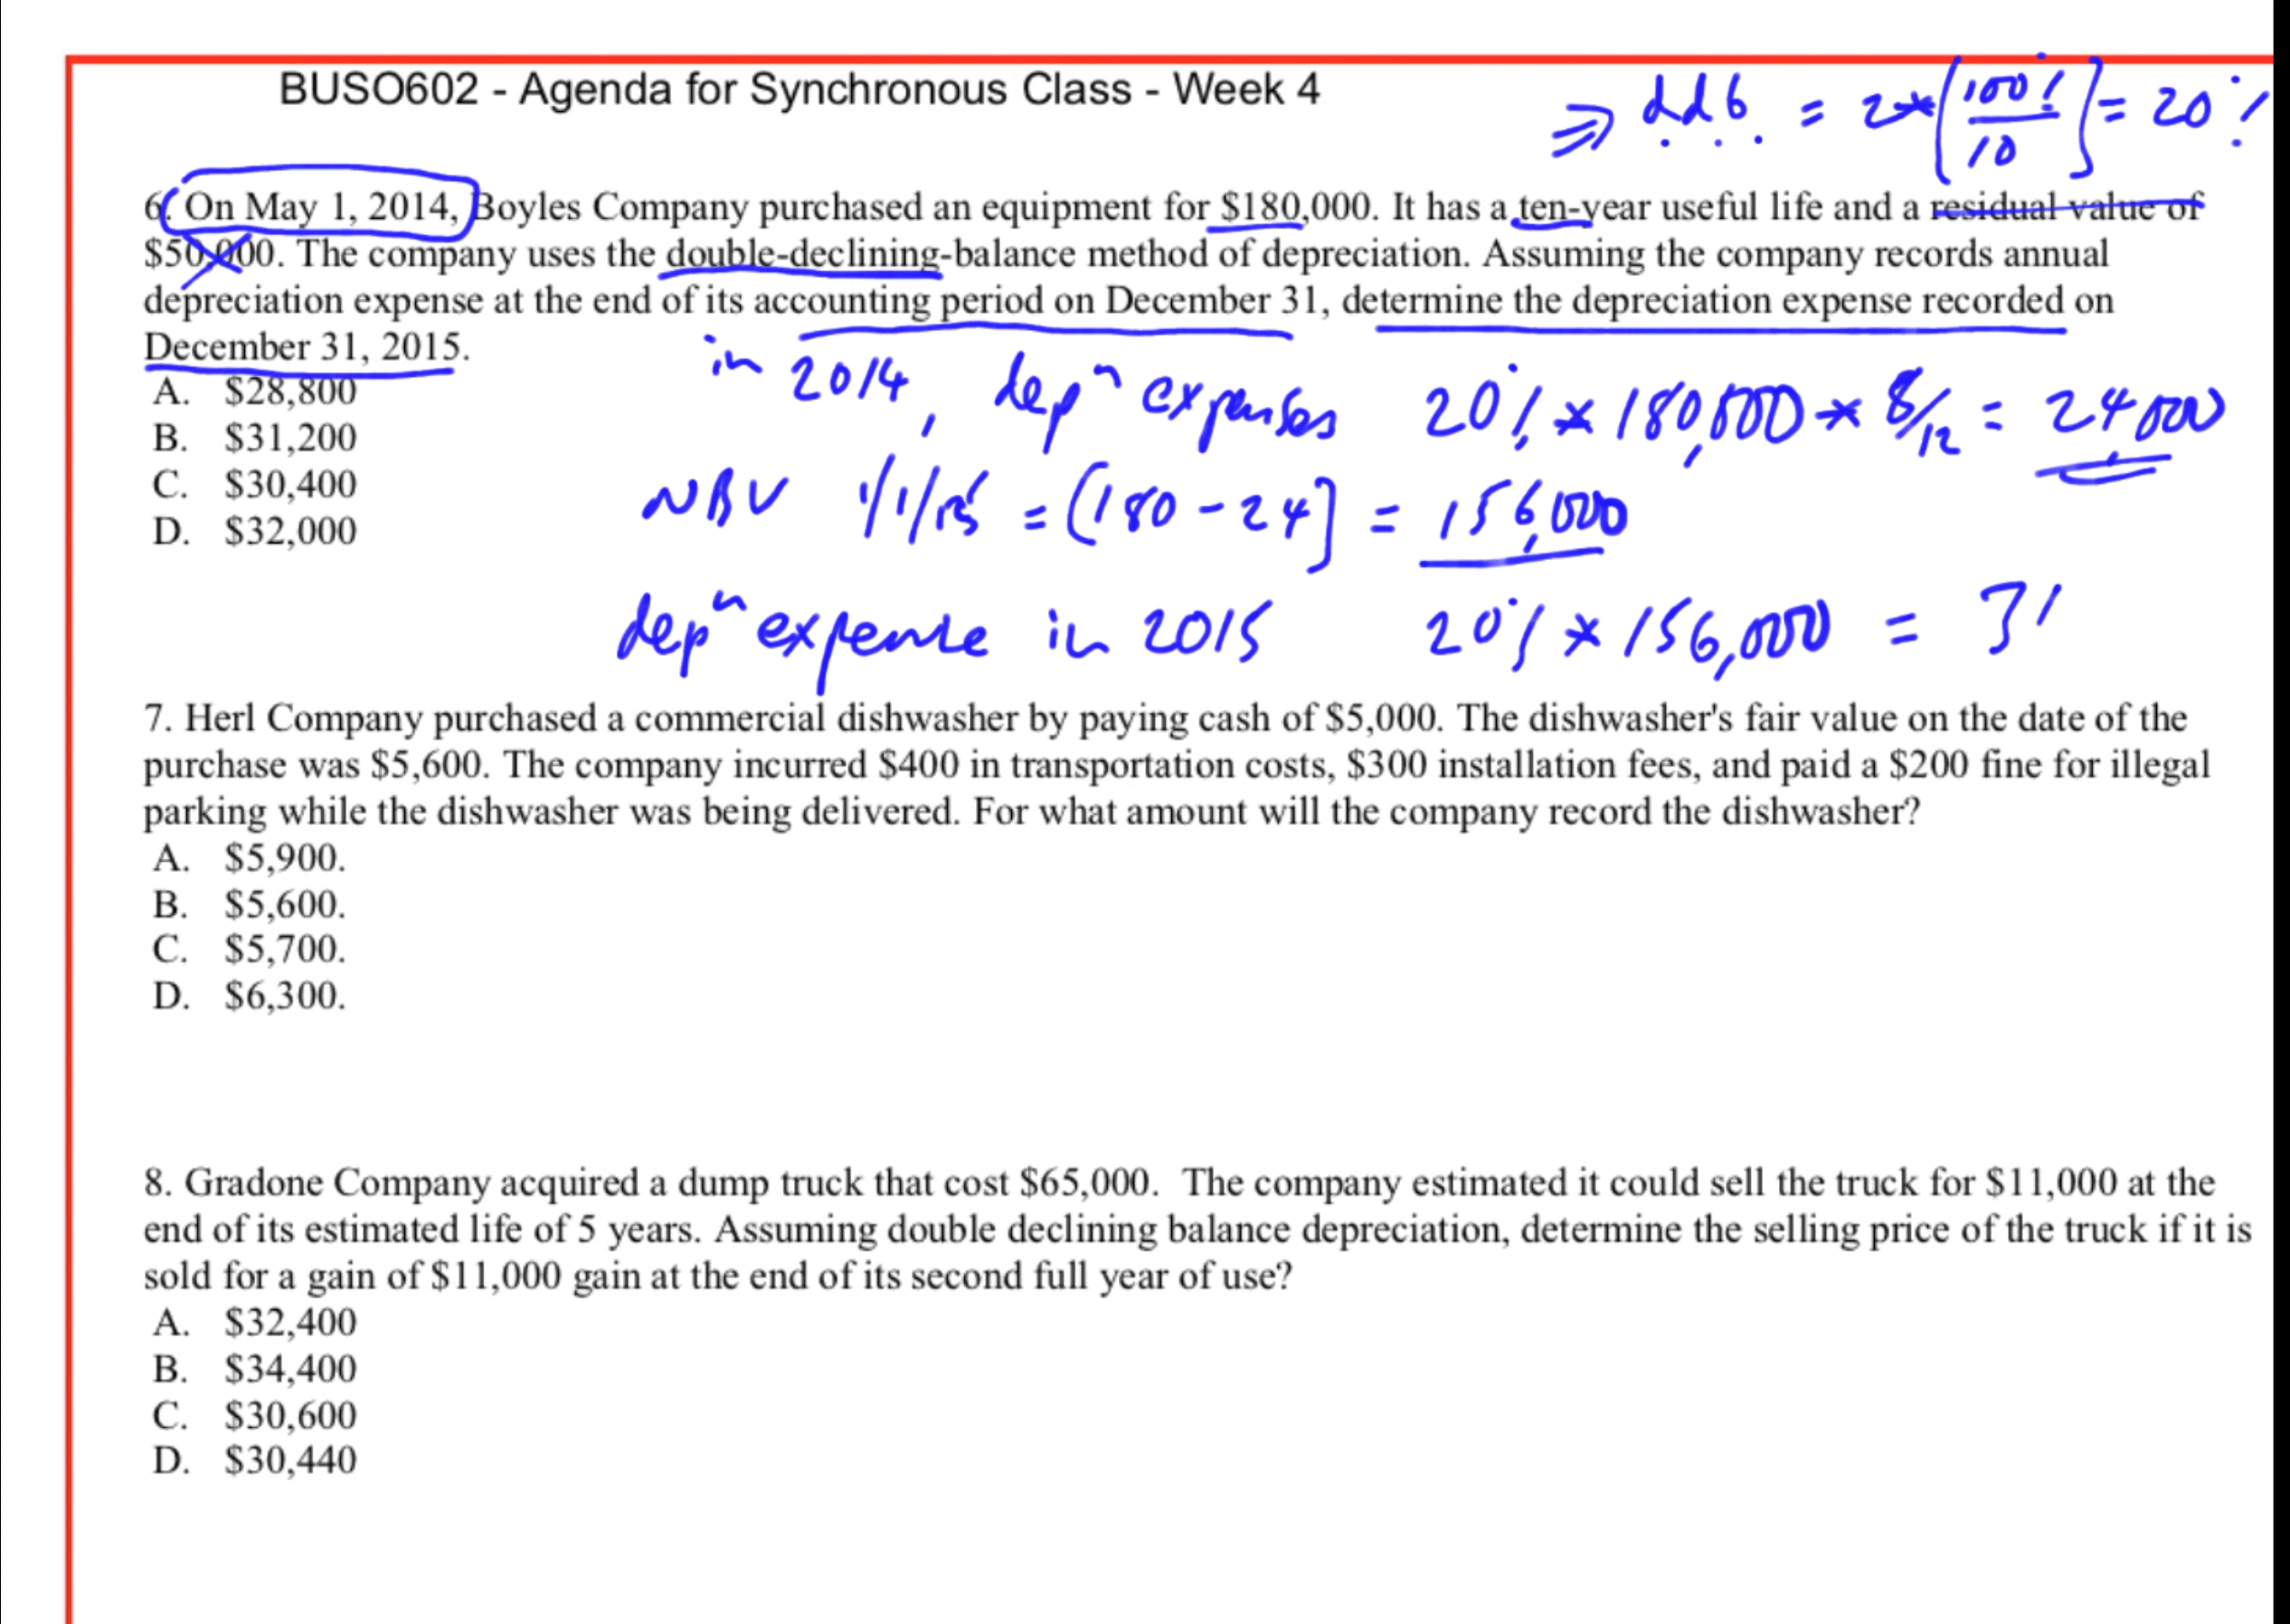 BUSO602 - Agenda for Synchronous Class - Week 4
⇒ ddb. = 2*(100%/10) = 20%
6. On May 1, 2014, Boyles Company purchased an equipment for $180,000. It has a ten-year useful life and a residual value of
$50,000. The company uses the double-declining-balance method of depreciation. Assuming the company records annual
depreciation expense at the end of its accounting period on December 31, determine the depreciation expense recorded on
December 31, 2015.
in 2014, depⁿ expenses 20% * 180,000 * 8/12 = 24,000
A. $28,800
B. $31,200
C. $30,400
D. $32,000
NBV 1/1/15 = (180-24) = 156,000
depⁿ expense in 2015 20% * 156,000 = 31
7. Herl Company purchased a commercial dishwasher by paying cash of $5,000. The dishwasher's fair value on the date of the
purchase was $5,600. The company incurred $400 in transportation costs, $300 installation fees, and paid a $200 fine for illegal
parking while the dishwasher was being delivered. For what amount will the company record the dishwasher?
A. $5,900.
B. $5,600.
C. $5,700.
D. $6,300.
8. Gradone Company acquired a dump truck that cost $65,000. The company estimated it could sell the truck for $11,000 at the
end of its estimated life of 5 years. Assuming double declining balance depreciation, determine the selling price of the truck if it is
sold for a gain of $11,000 gain at the end of its second full year of use?
A. $32,400
B. $34,400
C. $30,600
D. $30,440